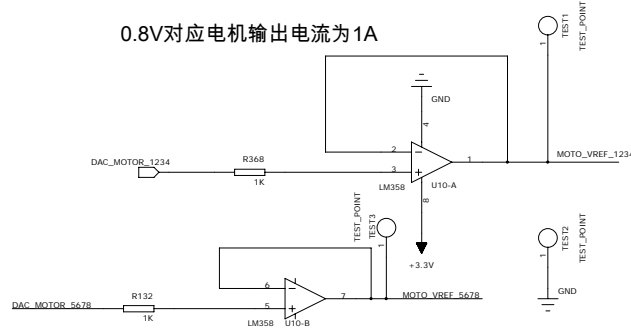 0.8V对应电机输出电流为1A
TEST1
TEST_POINT
1
GND
4
2
DAC_MOTOR_1234
R368
1K
3
1
MOTO_VREF_1234
LM358
U10-A
8
TEST_POINT
TEST3
1
+3.3V
TEST2
TEST_POINT
1
GND
6
DAC_MOTOR_5678
R132
1K
5
7
MOTO_VREF_5678
LM358
U10-B